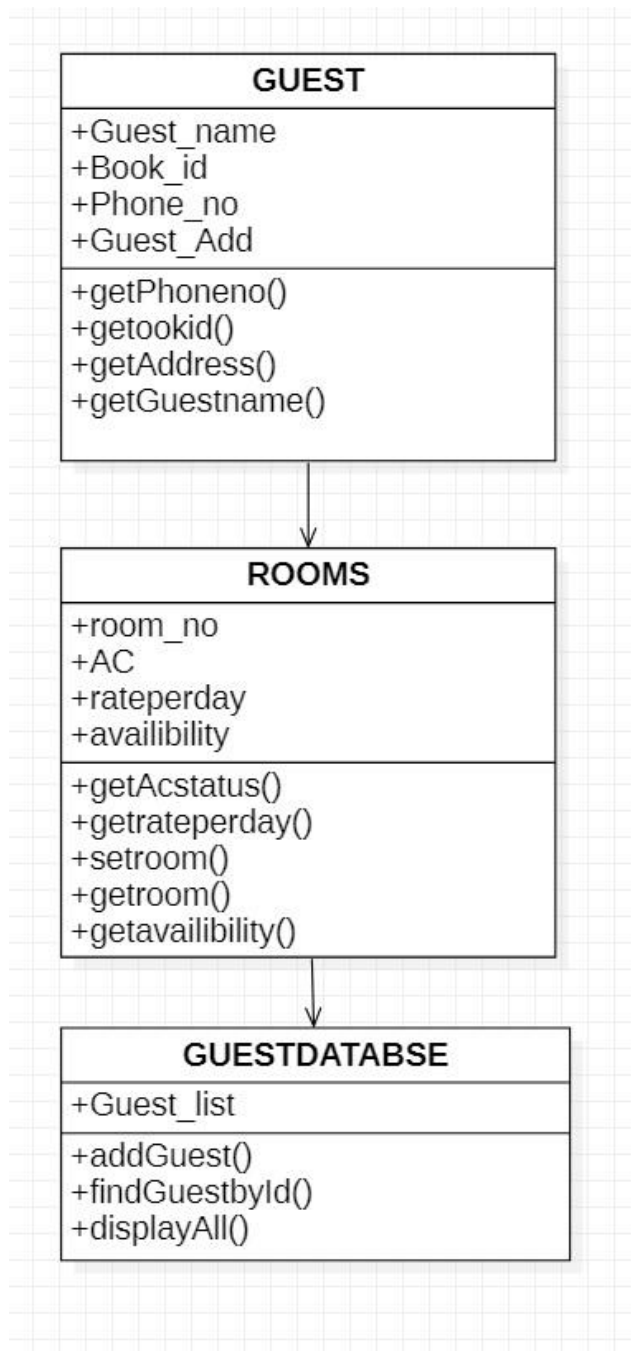 GUEST
+Guest_name
+Book_id
+Phone_no
+Guest_Add
+getPhoneno()
+getookid()
+getAddress()
+getGuestname()
ROOMS
+room_no
+AC
+rateperday
+availibility
+getAcstatus()
+getrateperday()
+setroom()
+getroom()
+getavailibility()
GUESTDATABSE
+Guest_list
+addGuest()
+findGuestbyId()
+displayAll()